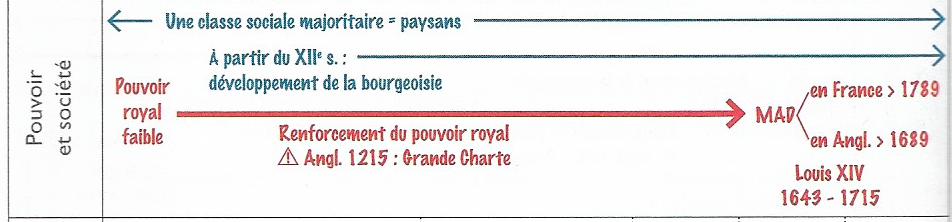 Pouvoir
et société
Une classe sociale majoritaire = paysans
À partir du XIIe s. :
développement de la bourgeoisie
Pouvoir
royal
faible
Renforcement du pouvoir royal
⚠ Angl. 1215 : Grande Charte
MAD
en France > 1789
en Angl. > 1689
Louis XIV
1643 - 1715